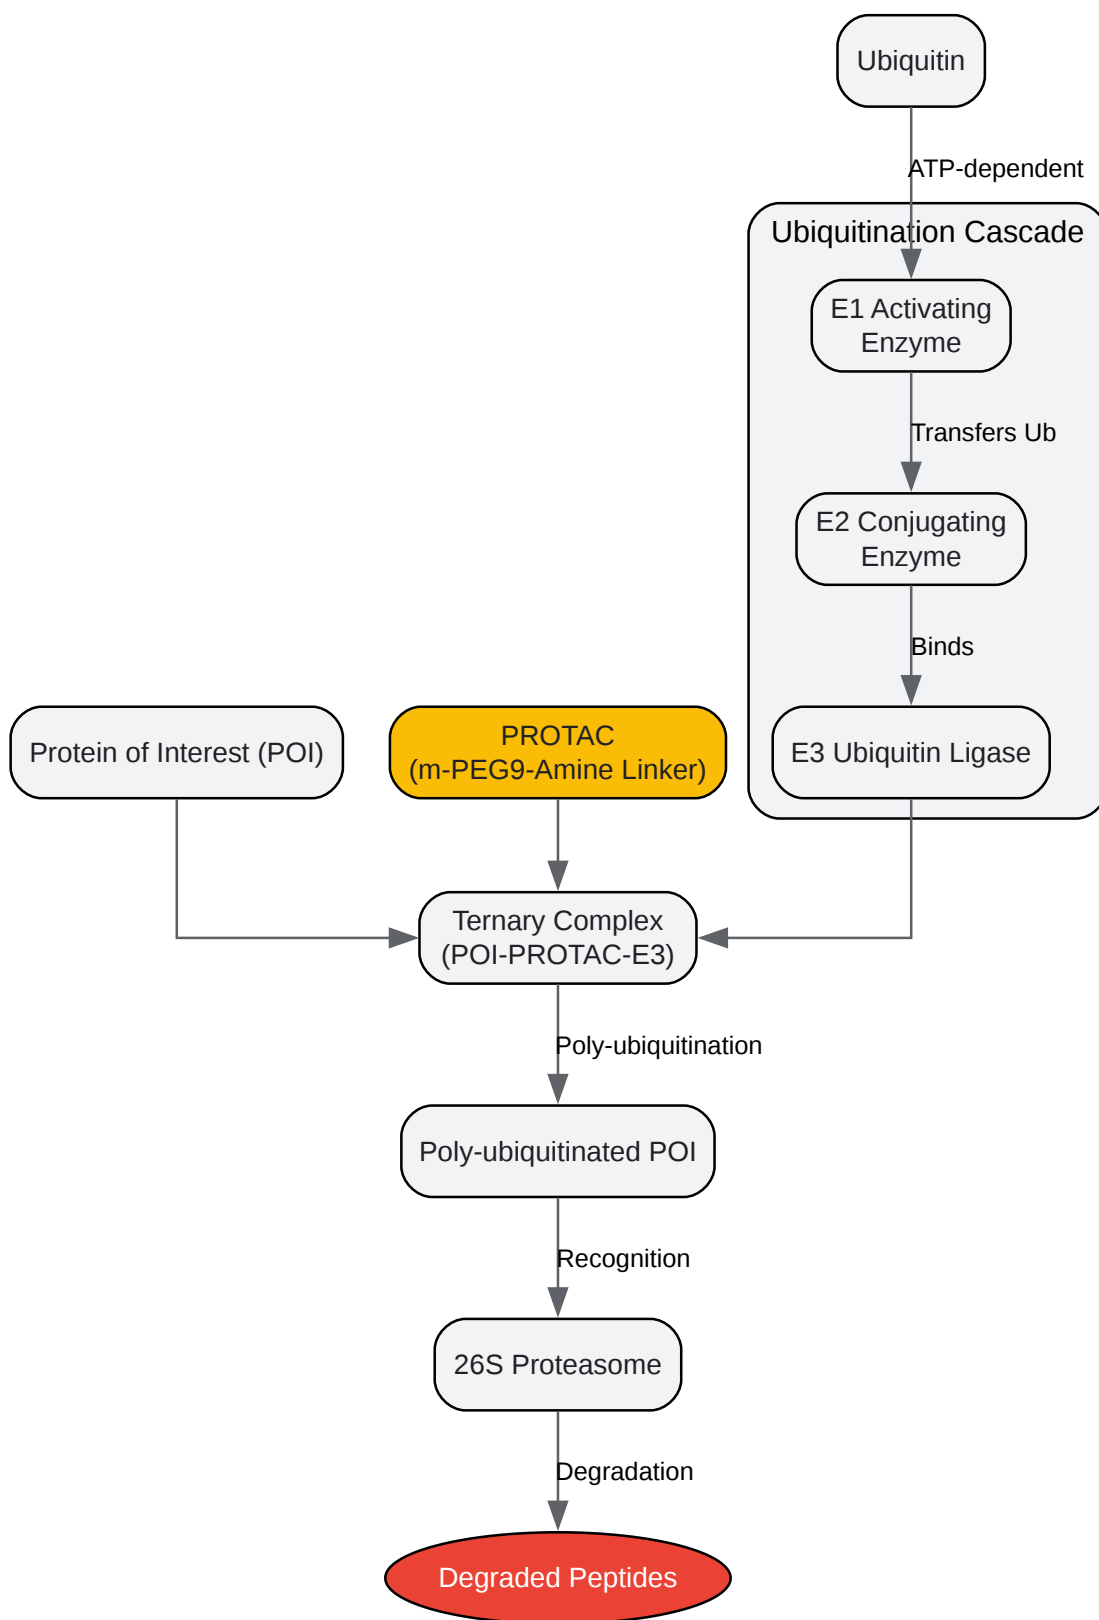 Ubiquitin
ATP-dependent
Ubiquitination Cascade
E1 Activating
Enzyme
Transfers Ub
E2 Conjugating
Enzyme
Binds
Protein of Interest (POI)
PROTAC
(m-PEG9-Amine Linker)
E3 Ubiquitin Ligase
Ternary Complex
(POI-PROTAC-E3)
Poly-ubiquitination
Poly-ubiquitinated POI
Recognition
26S Proteasome
Degradation
Degraded Peptides